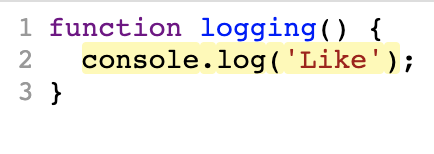 1 function logging() {
2   console.log('Like');
3 }